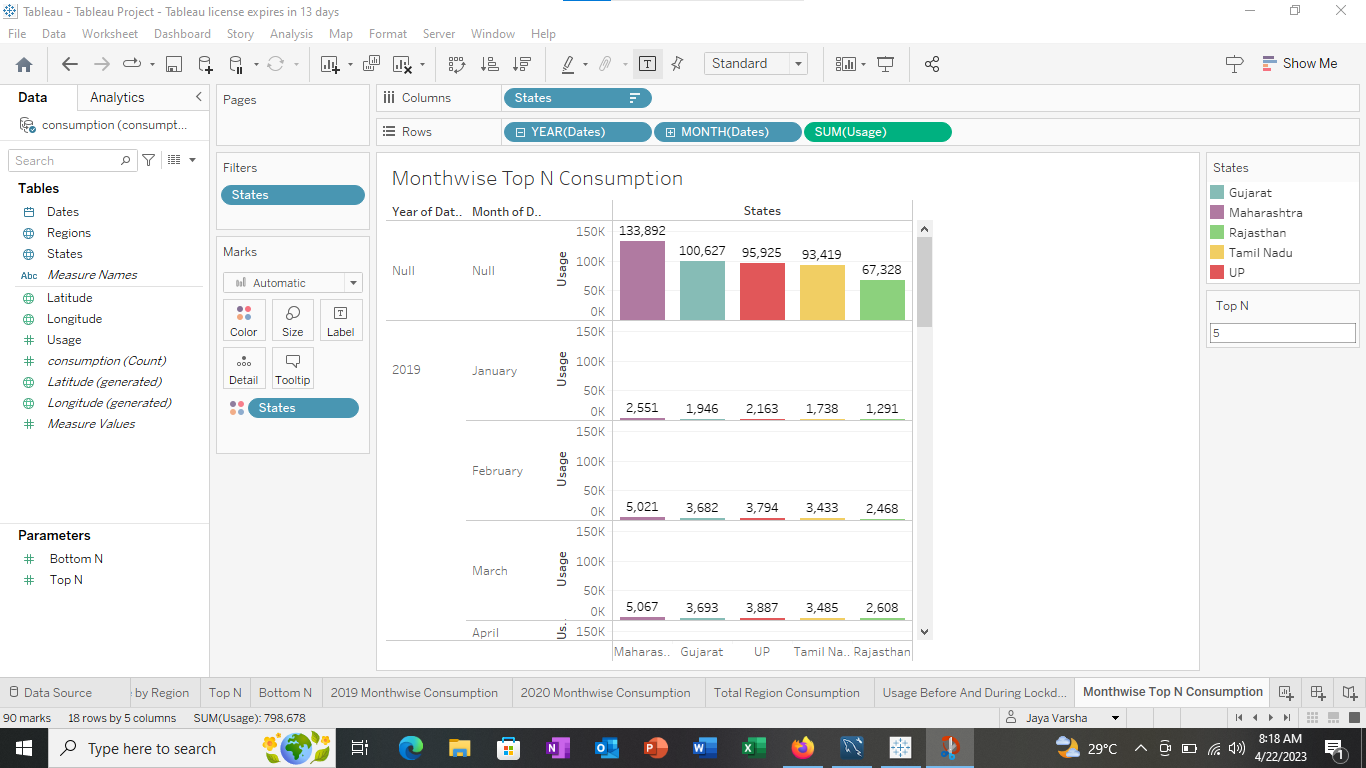 Tableau - Tableau Project - Tableau license expires in 13 days
File Data Worksheet Dashboard Story Analysis Map Format Server Window Help
Standard
Show Me
Data Analytics
consumption (consumpt...
Search
Tables
Dates
Regions
States
Abc Measure Names
Latitude
Longitude
Usage
consumption (Count)
Latitude (generated)
Longitude (generated)
Measure Values
Parameters
Bottom N
Top N
Pages
Filters
States
Marks
Automatic
Color Size Label
Detail Tooltip
States
Columns States
Rows YEAR(Dates) MONTH(Dates) SUM(Usage)
Monthwise Top N Consumption
Year of Dat.. Month of D.. States
Null Null Usage
150K
100K
50K
0K
133,892 100,627 95,925 93,419 67,328
2019 January Usage
150K
100K
50K
0K
2,551 1,946 2,163 1,738 1,291
February Usage
150K
100K
50K
0K
5,021 3,682 3,794 3,433 2,468
March Usage
150K
100K
50K
0K
5,067 3,693 3,887 3,485 2,608
April Us.. 150K
Maharas.. Gujarat UP Tamil Na.. Rajasthan
States
Gujarat
Maharashtra
Rajasthan
Tamil Nadu
UP
Top N
5
Data Source e by Region Top N Bottom N 2019 Monthwise Consumption 2020 Monthwise Consumption Total Region Consumption Usage Before And During Lockd... Monthwise Top N Consumption
90 marks 18 rows by 5 columns SUM(Usage): 798,678 Jaya Varsha
Type here to search
29°C
8:18 AM
4/22/2023
1